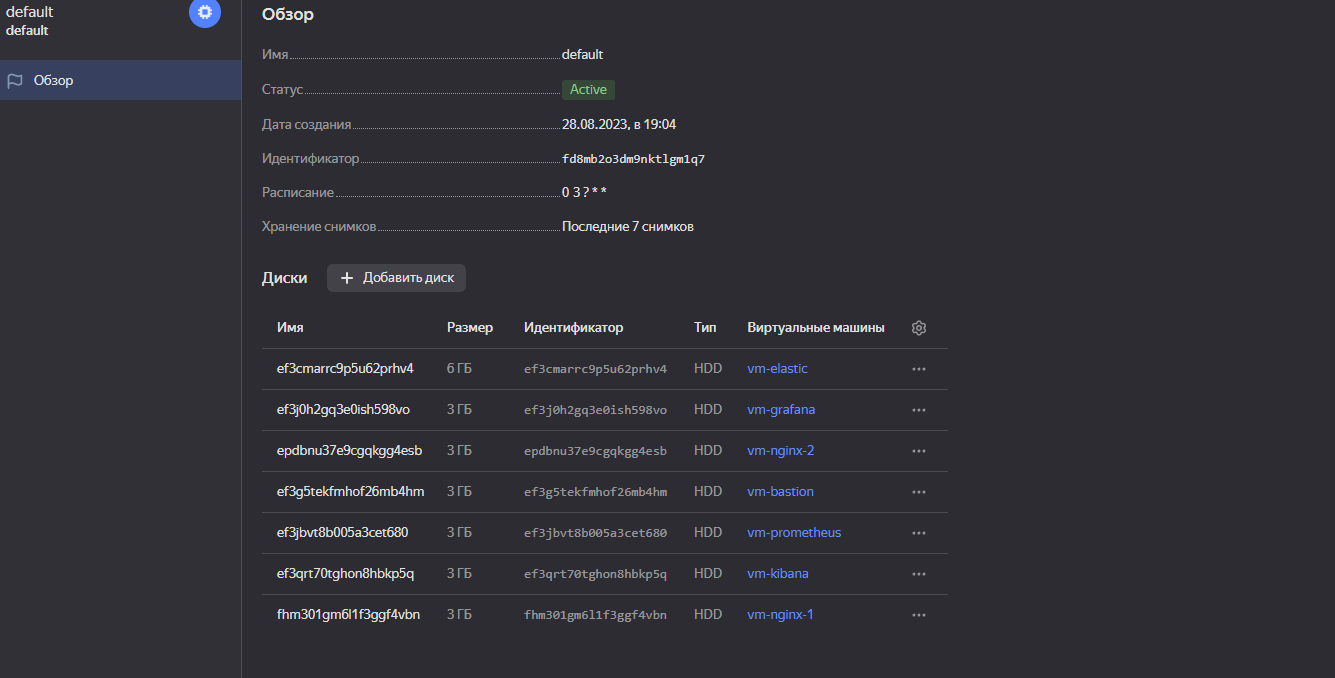 default
default
Обзор
Обзор
Имя default
Статус Active
Дата создания 28.08.2023, в 19:04
Идентификатор fd8mb2o3dm9nktlgm1q7
Расписание 0 3 ? * *
Хранение снимков Последние 7 снимков
Диски + Добавить диск
Имя Размер Идентификатор Тип Виртуальные машины
ef3cmarrc9p5u62prhv4 6 ГБ ef3cmarrc9p5u62prhv4 HDD vm-elastic
ef3j0h2gq3e0ish598vo 3 ГБ ef3j0h2gq3e0ish598vo HDD vm-grafana
epdbnu37e9cgqkgg4esb 3 ГБ epdbnu37e9cgqkgg4esb HDD vm-nginx-2
ef3g5tekfmhof26mb4hm 3 ГБ ef3g5tekfmhof26mb4hm HDD vm-bastion
ef3jbvt8b005a3cet680 3 ГБ ef3jbvt8b005a3cet680 HDD vm-prometheus
ef3qrt70tghon8hbkp5q 3 ГБ ef3qrt70tghon8hbkp5q HDD vm-kibana
fhm301gm6l1f3ggf4vbn 3 ГБ fhm301gm6l1f3ggf4vbn HDD vm-nginx-1